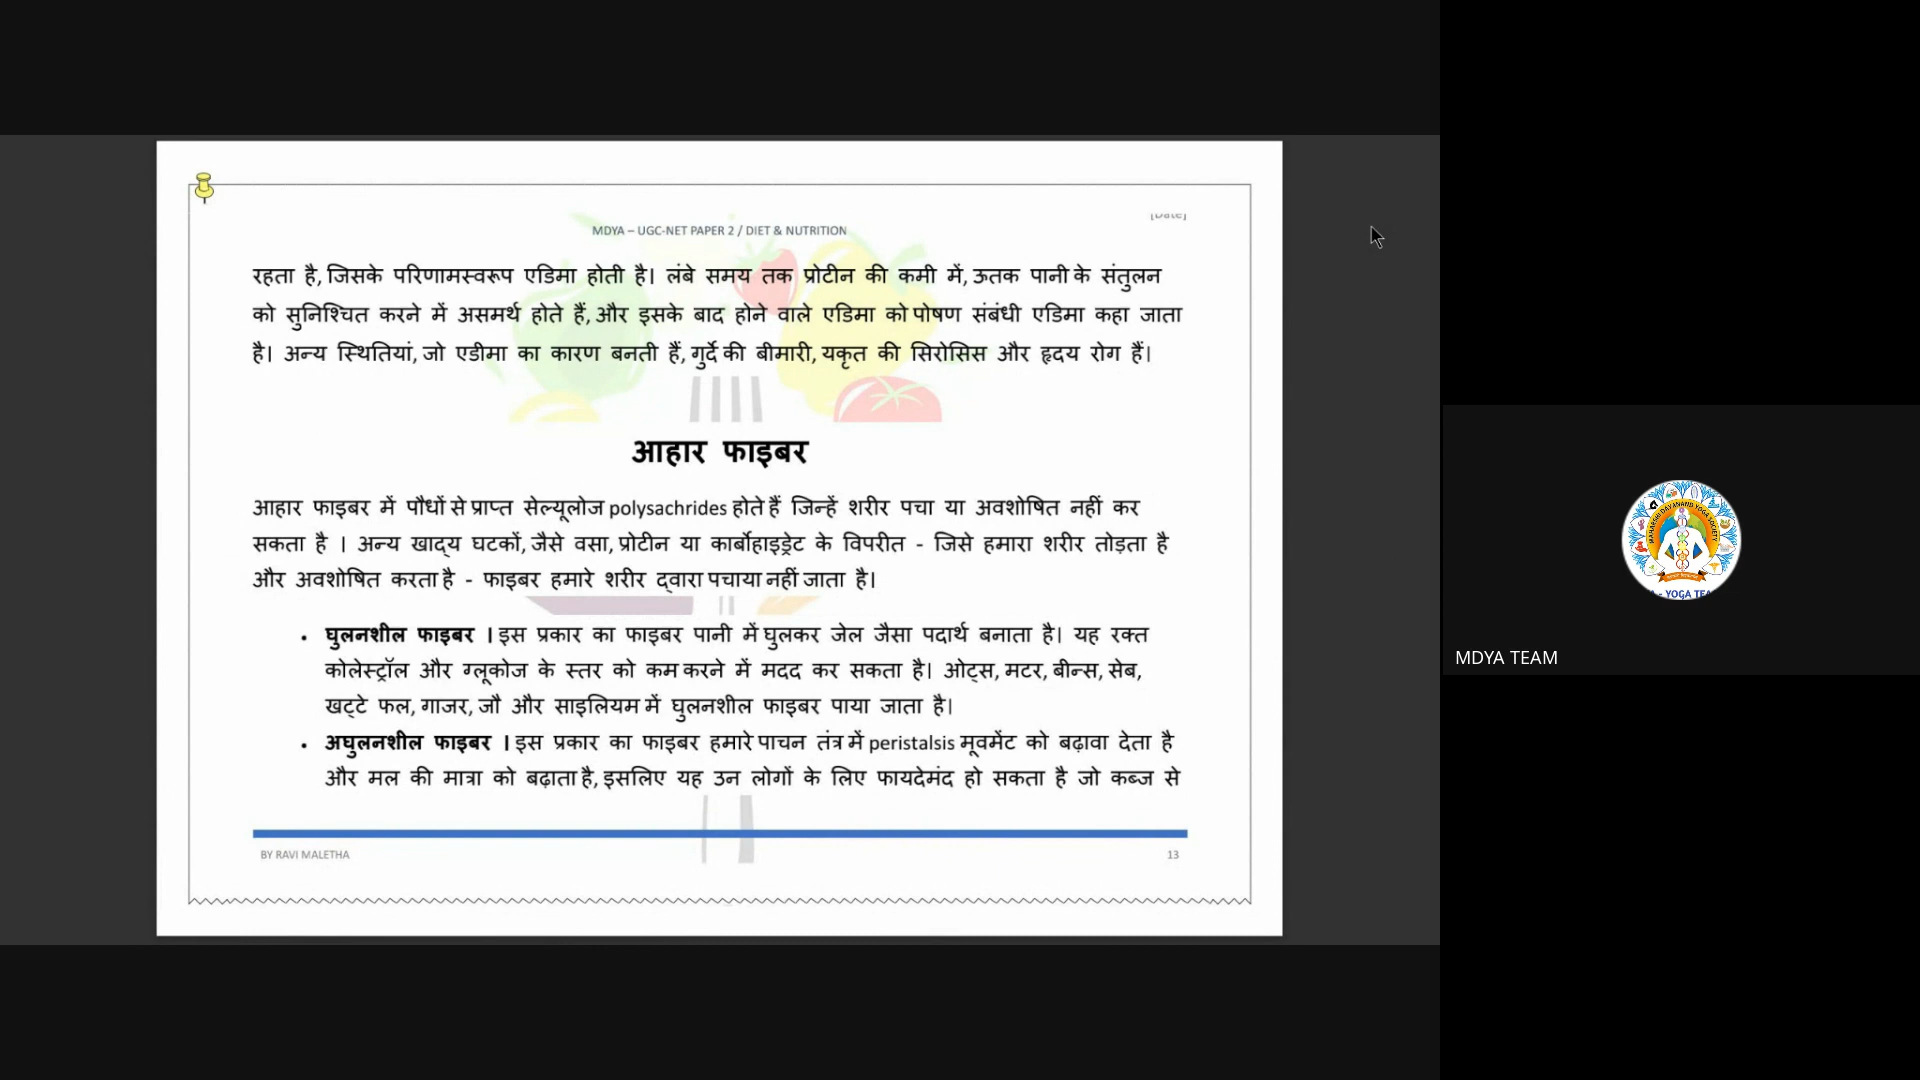 [Date]
MDYA – UGC-NET PAPER 2 / DIET & NUTRITION
रहता है, जिसके परिणामस्वरूप एडिमा होती है। लंबे समय तक प्रोटीन की कमी में, ऊतक पानी के संतुलन
को सुनिश्चित करने में असमर्थ होते हैं, और इसके बाद होने वाले एडिमा को पोषण संबंधी एडिमा कहा जाता
है। अन्य स्थितियां, जो एडीमा का कारण बनती हैं, गुर्दे की बीमारी, यकृत की सिरोसिस और हृदय रोग हैं।
आहार फाइबर
आहार फाइबर में पौधों से प्राप्त सेल्यूलोज polysachrides होते हैं जिन्हें शरीर पचा या अवशोषित नहीं कर
सकता है । अन्य खाद्य घटकों, जैसे वसा, प्रोटीन या कार्बोहाइड्रेट के विपरीत - जिसे हमारा शरीर तोड़ता है
और अवशोषित करता है - फाइबर हमारे शरीर द्वारा पचाया नहीं जाता है।
• घुलनशील फाइबर । इस प्रकार का फाइबर पानी में घुलकर जेल जैसा पदार्थ बनाता है। यह रक्त
कोलेस्ट्रॉल और ग्लूकोज के स्तर को कम करने में मदद कर सकता है। ओट्स, मटर, बीन्स, सेब,
खट्टे फल, गाजर, जौ और साइलियम में घुलनशील फाइबर पाया जाता है।
• अघुलनशील फाइबर । इस प्रकार का फाइबर हमारे पाचन तंत्र में peristalsis मूवमेंट को बढ़ावा देता है
और मल की मात्रा को बढ़ाता है, इसलिए यह उन लोगों के लिए फायदेमंद हो सकता है जो कब्ज से
BY RAVI MALETHA
13
MAHARSHI DAYANAND YOGA SOCIETY
MDYA TEAM